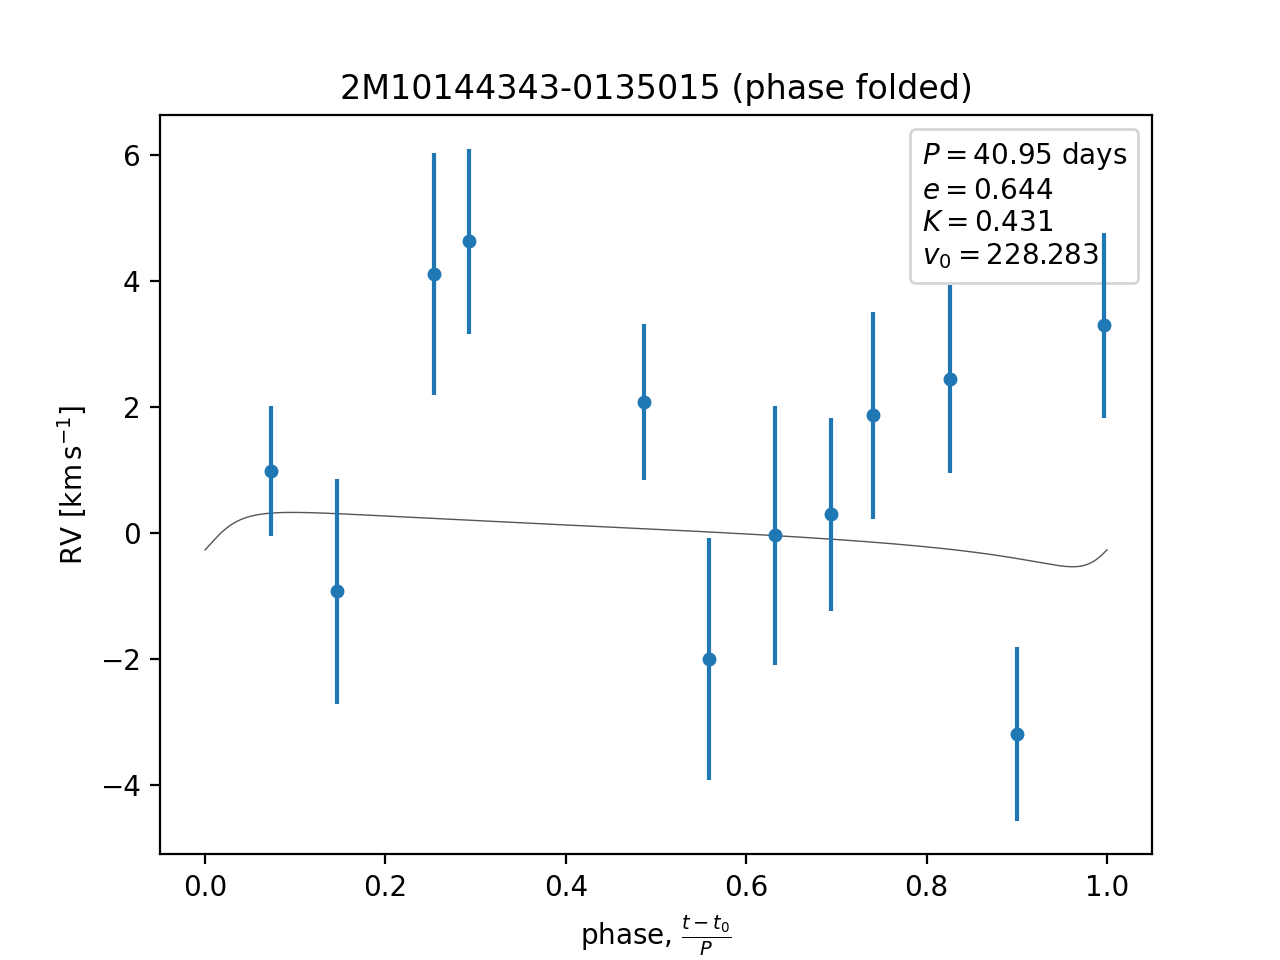 2M10144343-0135015 (phase folded)
P = 40.95 days
e = 0.644
K = 0.431
v₀ = 228.283
RV [km s⁻¹]
6
4
2
0
−2
−4
0.0 0.2 0.4 0.6 0.8 1.0
phase, (t − t₀)/P